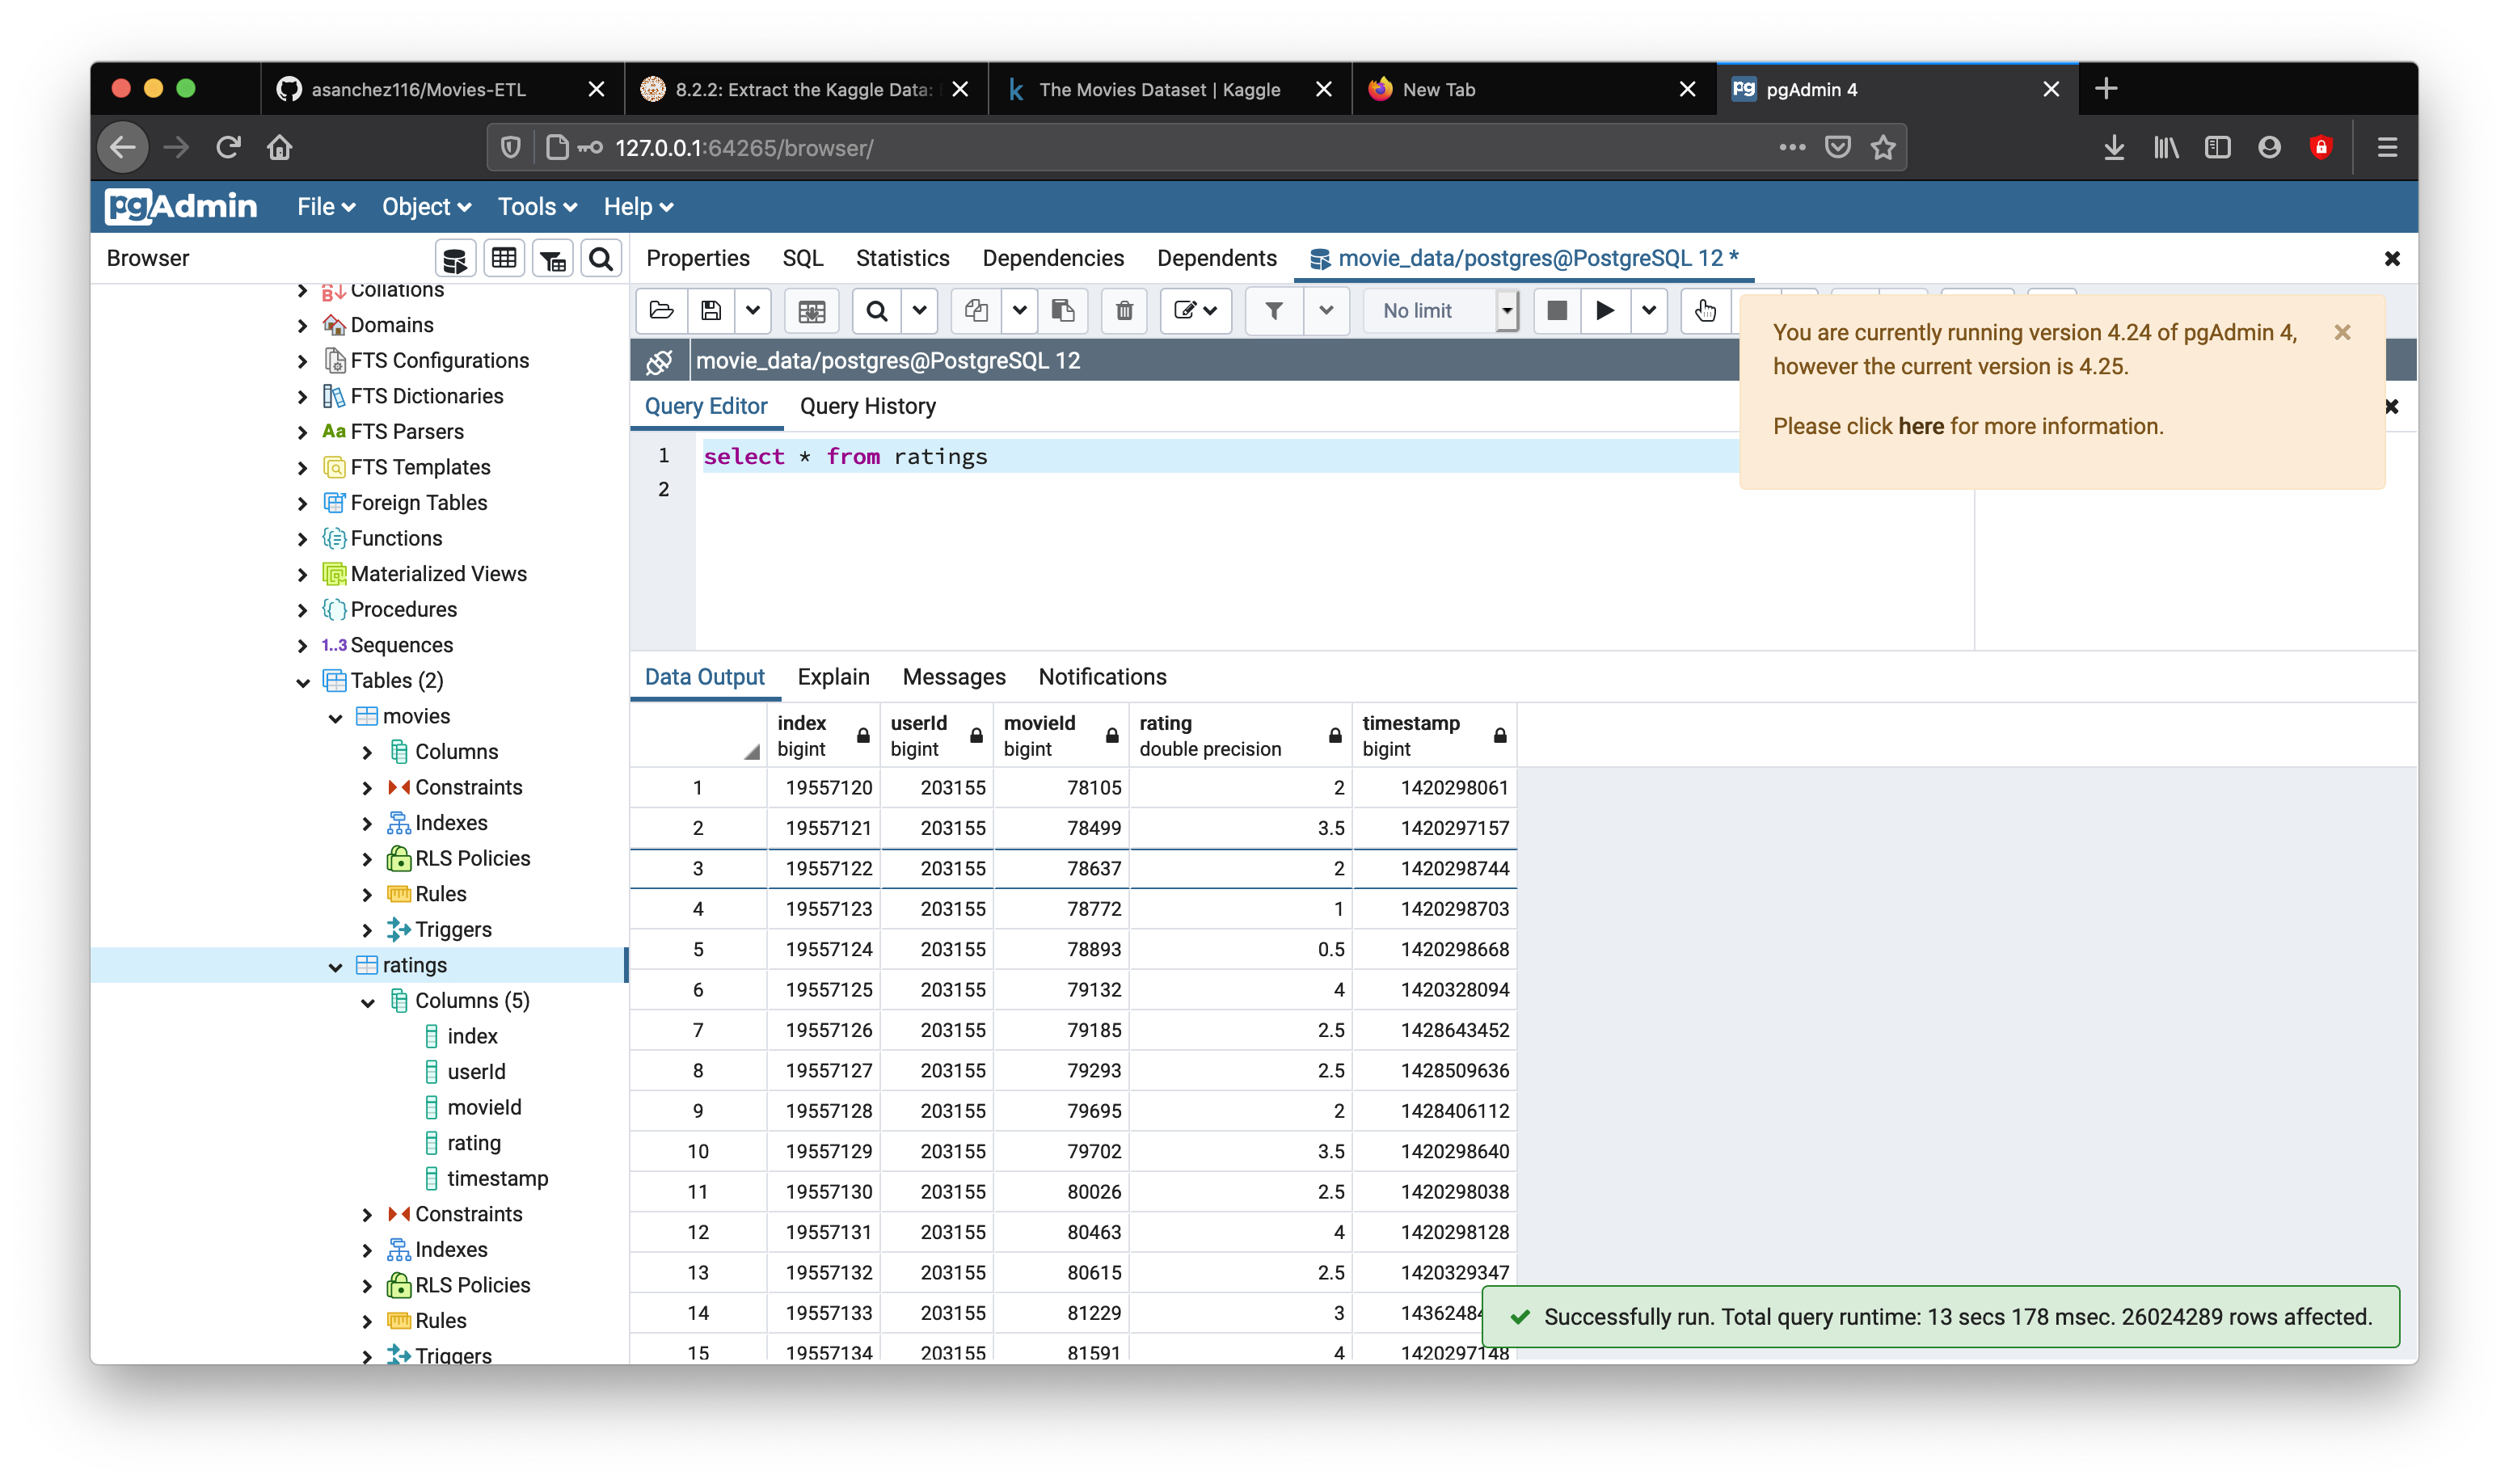 asanchez116/Movies-ETL
8.2.2: Extract the Kaggle Data:
The Movies Dataset | Kaggle
New Tab
pgAdmin 4
127.0.0.1:64265/browser/
pgAdmin File Object Tools Help
Browser
Properties SQL Statistics Dependencies Dependents movie_data/postgres@PostgreSQL 12 *
Collations
Domains
FTS Configurations
FTS Dictionaries
Aa FTS Parsers
FTS Templates
Foreign Tables
Functions
Materialized Views
Procedures
1..3 Sequences
Tables (2)
movies
Columns
Constraints
Indexes
RLS Policies
Rules
Triggers
ratings
Columns (5)
index
userId
movieId
rating
timestamp
Constraints
Indexes
RLS Policies
Rules
Triggers
No limit
movie_data/postgres@PostgreSQL 12
You are currently running version 4.24 of pgAdmin 4,
however the current version is 4.25.
Please click here for more information.
Query Editor Query History
1 select * from ratings
2
Data Output Explain Messages Notifications
index userId movieId rating timestamp
bigint bigint bigint double precision bigint
1 19557120 203155 78105 2 1420298061
2 19557121 203155 78499 3.5 1420297157
3 19557122 203155 78637 2 1420298744
4 19557123 203155 78772 1 1420298703
5 19557124 203155 78893 0.5 1420298668
6 19557125 203155 79132 4 1420328094
7 19557126 203155 79185 2.5 1428643452
8 19557127 203155 79293 2.5 1428509636
9 19557128 203155 79695 2 1428406112
10 19557129 203155 79702 3.5 1420298640
11 19557130 203155 80026 2.5 1420298038
12 19557131 203155 80463 4 1420298128
13 19557132 203155 80615 2.5 1420329347
14 19557133 203155 81229 3
15 19557134 203155 81591 4 1420297148
Successfully run. Total query runtime: 13 secs 178 msec. 26024289 rows affected.